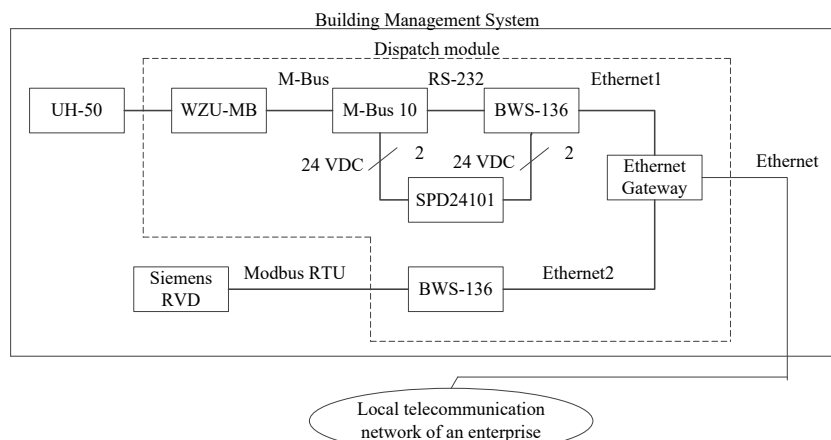 Building Management System
Dispatch module
M-Bus
RS-232
Ethernet1
UH-50
WZU-MB
M-Bus 10
BWS-136
24 VDC
2
24 VDC
2
Ethernet
Gateway
Ethernet
SPD24101
Siemens
RVD
Modbus RTU
BWS-136
Ethernet2
Local telecommunication
network of an enterprise